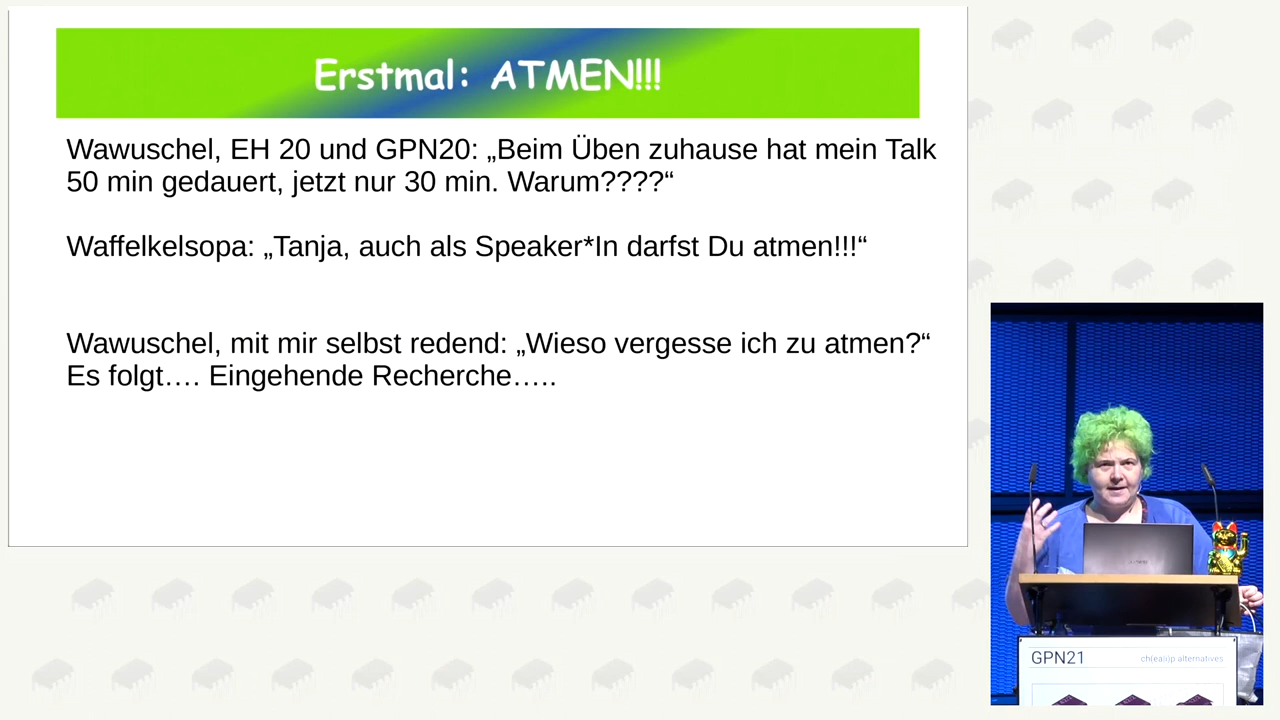 Erstmal: ATMEN!!!
Wawuschel, EH 20 und GPN20: „Beim Üben zuhause hat mein Talk
50 min gedauert, jetzt nur 30 min. Warum????“
Waffelkelsopa: „Tanja, auch als Speaker*In darfst Du atmen!!!“
Wawuschel, mit mir selbst redend: „Wieso vergesse ich zu atmen?“
Es folgt…. Eingehende Recherche…..
GPN21
ch(ea)ip alternatives